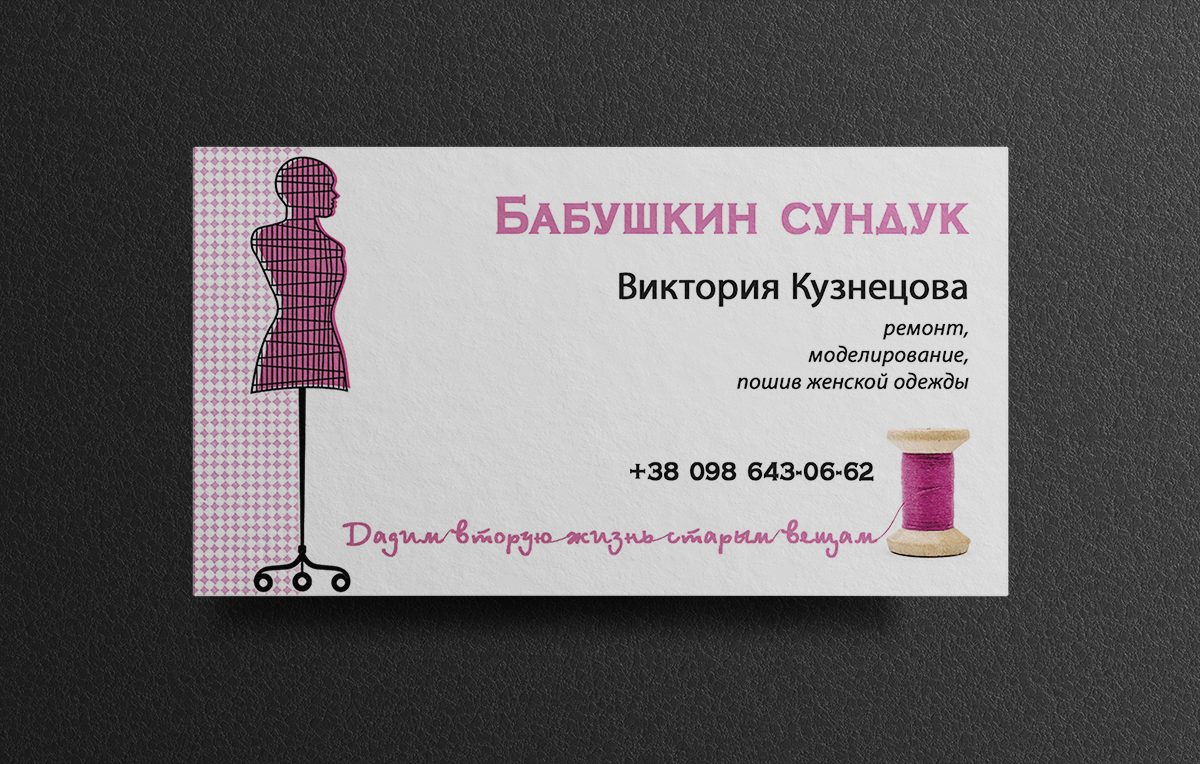 Бабушкин сундук
Виктория Кузнецова
ремонт,
моделирование,
пошив женской одежды
+38 098 643-06-62
Дадим вторую жизнь старым вещам